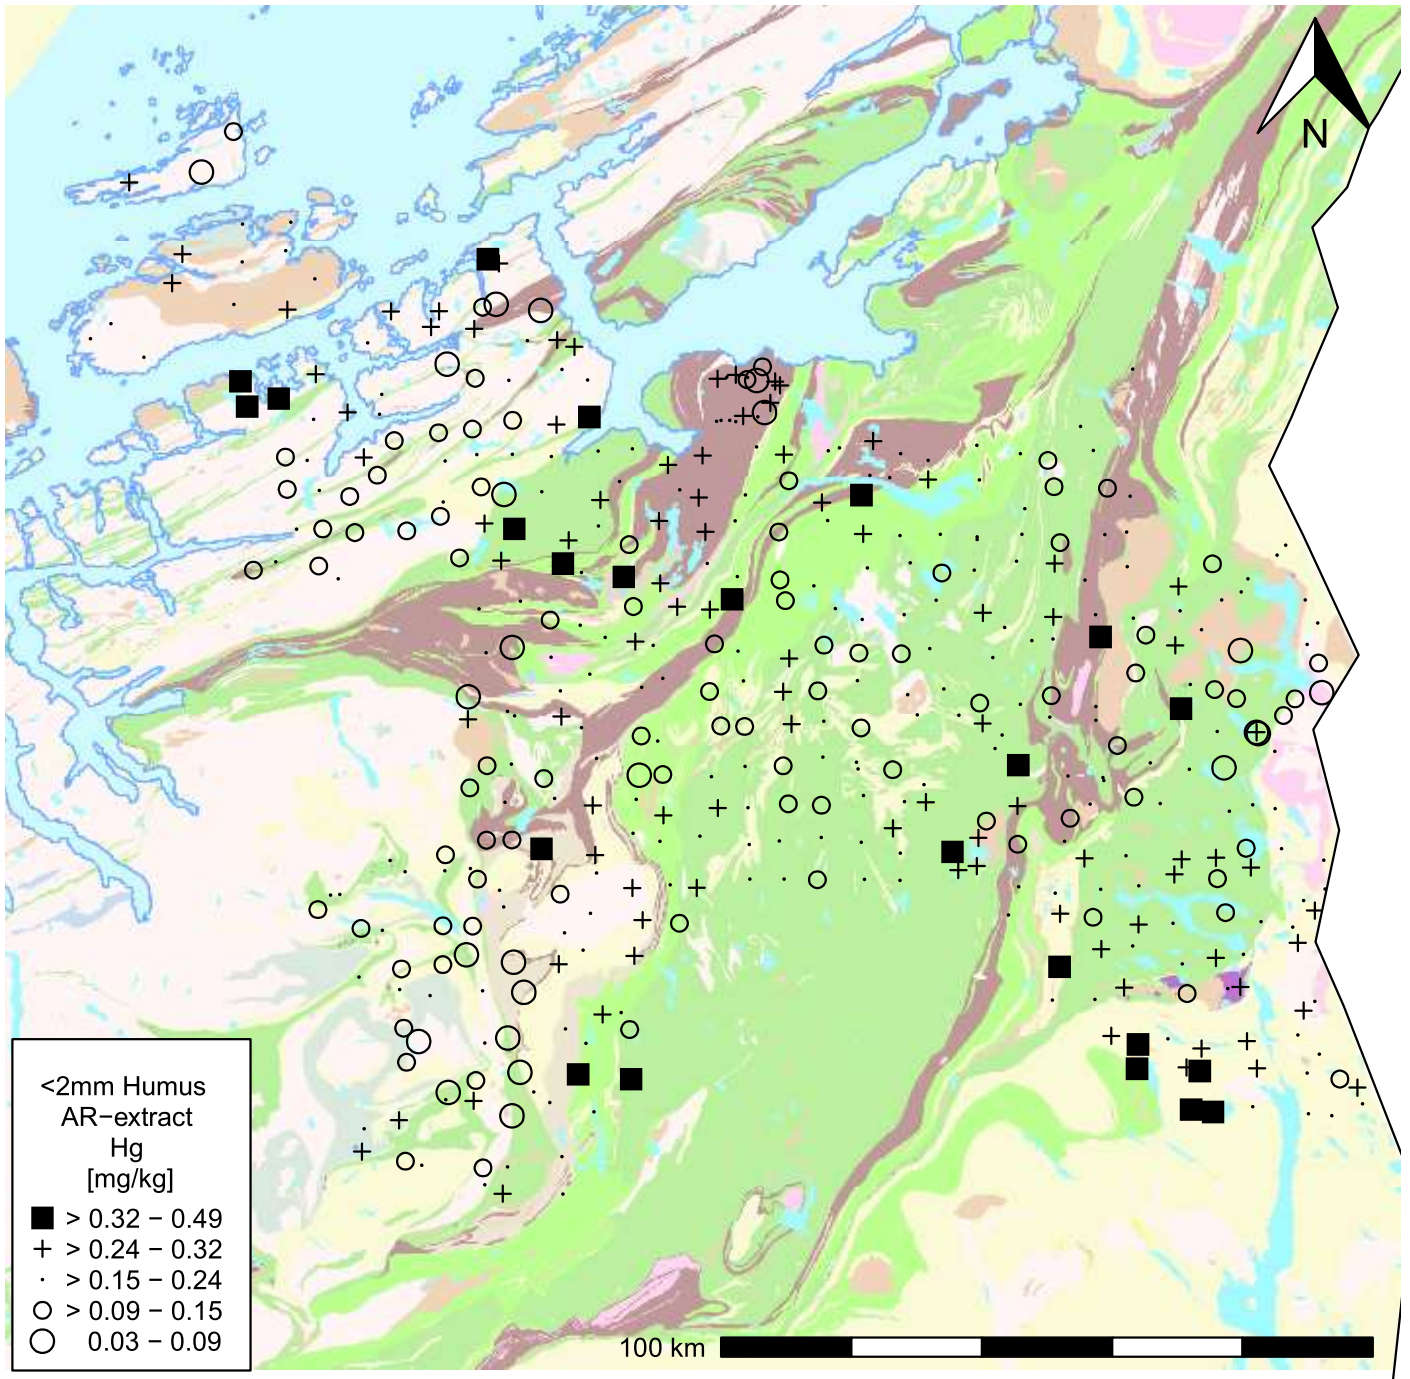 N
<2mm Humus
AR−extract
Hg
[mg/kg]
> 0.32 − 0.49
> 0.24 − 0.32
> 0.15 − 0.24
> 0.09 − 0.15
0.03 − 0.09
100 km